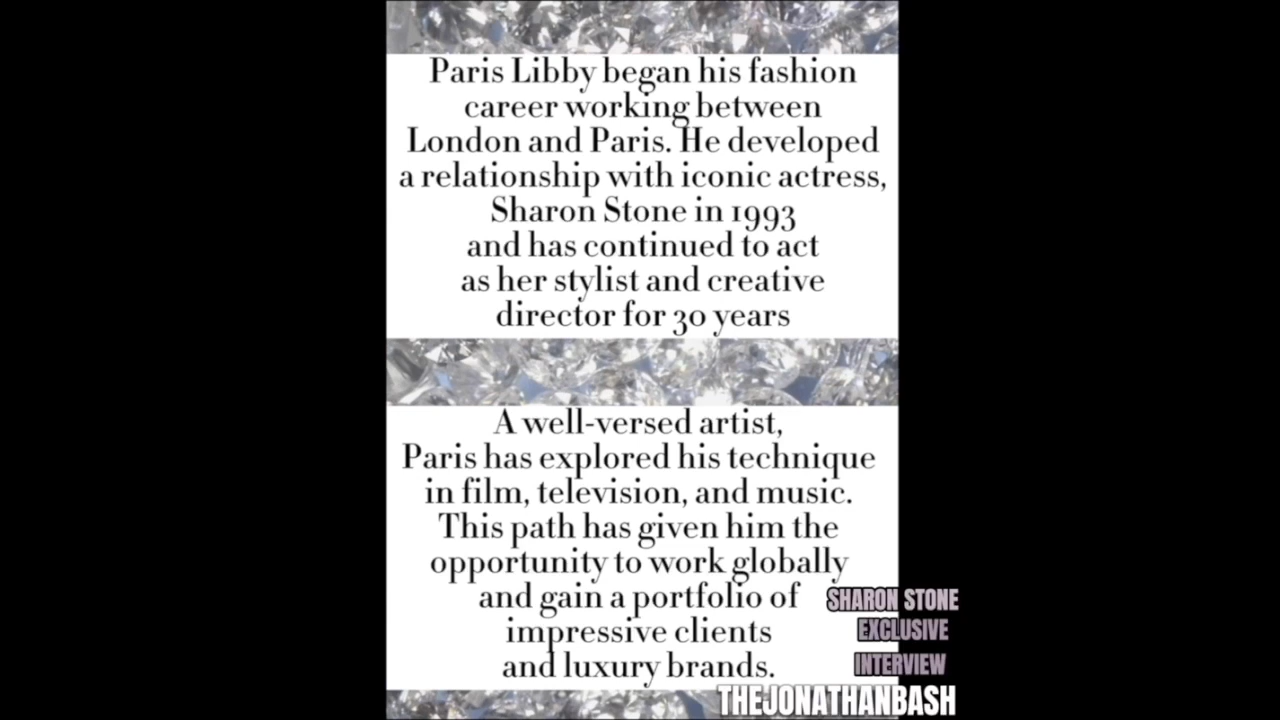 Paris Libby began his fashion
career working between
London and Paris. He developed
a relationship with iconic actress,
Sharon Stone in 1993
and has continued to act
as her stylist and creative
director for 30 years
A well-versed artist,
Paris has explored his technique
in film, television, and music.
This path has given him the
opportunity to work globally
and gain a portfolio of
impressive clients
and luxury brands.
SHARON STONE
EXCLUSIVE
INTERVIEW
THEJONATHANBASH